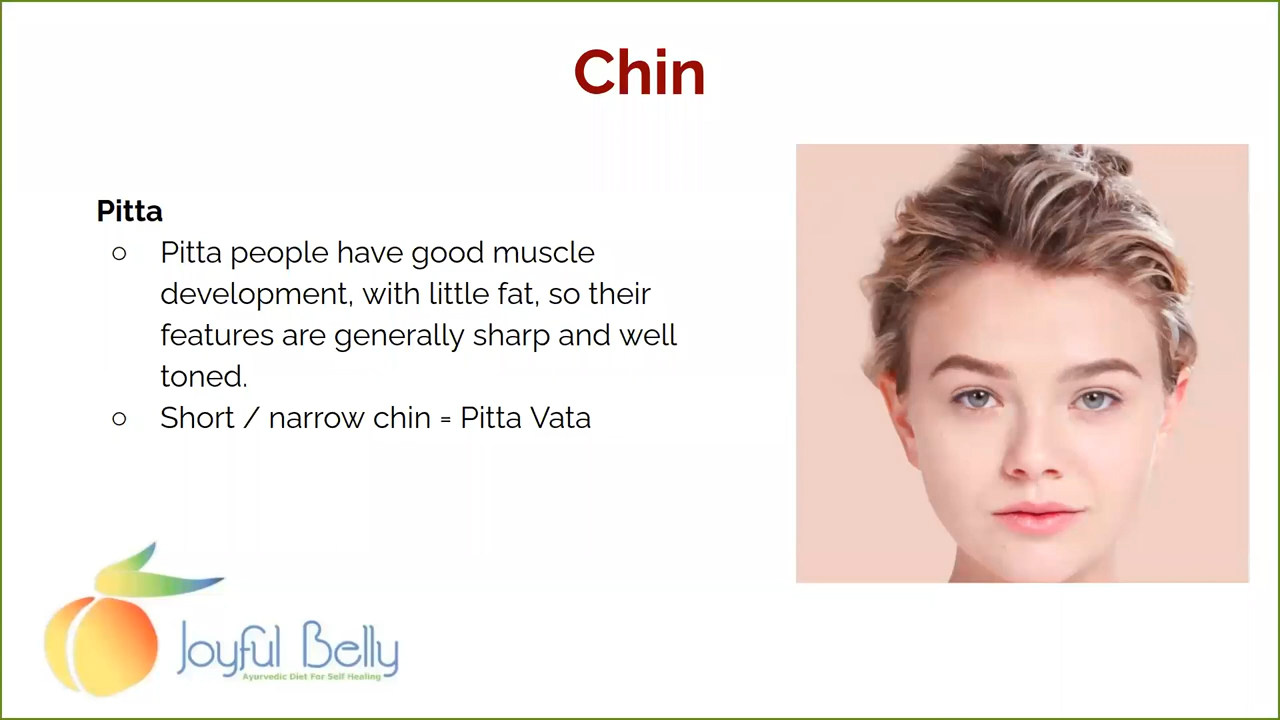 Chin
Pitta
○ Pitta people have good muscle
development, with little fat, so their
features are generally sharp and well
toned.
○ Short / narrow chin = Pitta Vata
Joyful Belly
Ayurvedic Diet For Self Healing